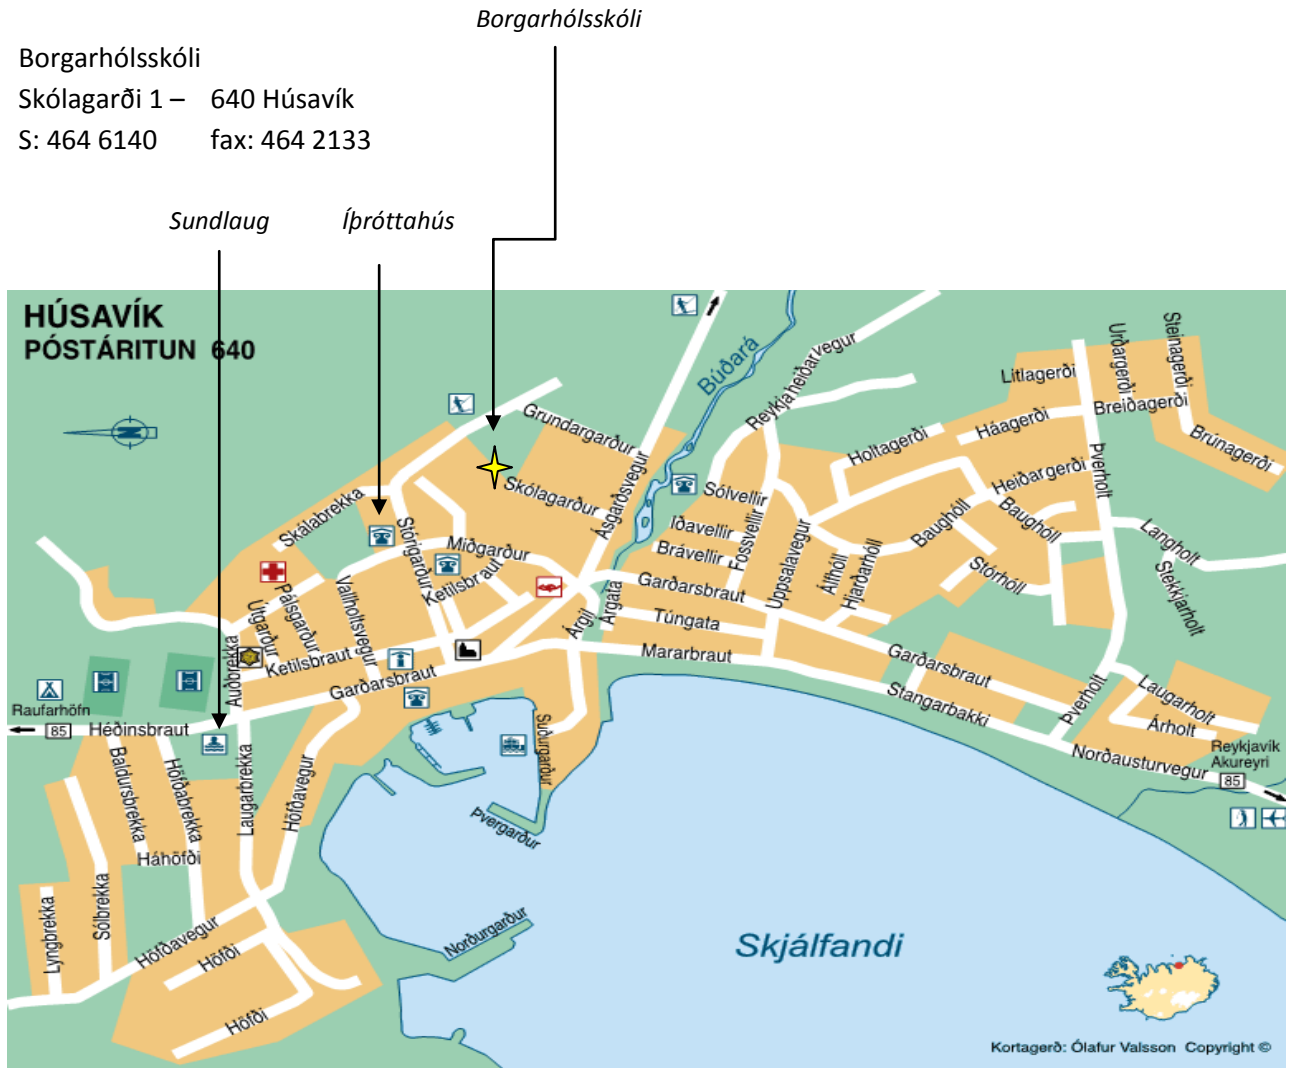 Borgarhólsskóli
Borgarhólsskóli
Skólagarði 1 – 640 Húsavík
S: 464 6140 fax: 464 2133
Sundlaug
Íþróttahús
HÚSAVÍK
PÓSTÁRITUN 640
N
Búðará
Reykjaheiðarvegur
Urðargerði
Steinagerði
Litlagerði
Breiðagerði
Háagerði
Brúnagerði
Holtagerði
Þverholt
Grundargarður
Ásgarðsvegur
Skólagarður
Skálabrekka
Stórigarður
Miðgarður
Ketilsbraut
Sólvellir
Iðavellir
Brávellir
Fossvellir
Uppsalavegur
Heiðargerði
Baughóll
Baughóll
Langholt
Stekkjarholt
Stórhóll
Álfhóll
Hjarðarhóll
Pálsgarður
Útgarður
Vallholtsvegur
Auðbrekka
Ketilsbraut
Garðarsbraut
Árgil
Árgata
Garðarsbraut
Túngata
Mararbraut
Garðarsbraut
Stangarbakki
Þverholt
Laugarholt
Árholt
Norðausturvegur
Reykjavík
Akureyri
85
Raufarhöfn
85
Héðinsbraut
Baldursbrekka
Höfðabrekka
Laugarbrekka
Höfðavegur
Suðurgarður
Þvergarður
Háhöfði
Lyngbrekka
Sólbrekka
Höfðavegur
Höfði
Höfði
Norðurgarður
Skjálfandi
Kortagerð: Ólafur Valsson Copyright ©